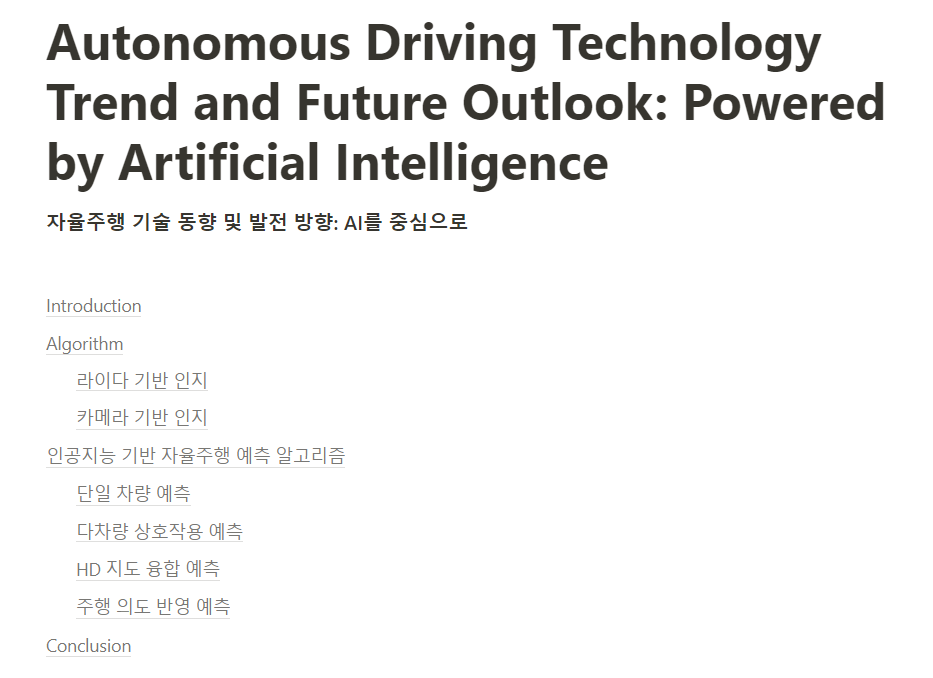 Autonomous Driving Technology
Trend and Future Outlook: Powered
by Artificial Intelligence
자율주행 기술 동향 및 발전 방향: AI를 중심으로
Introduction
Algorithm
라이다 기반 인지
카메라 기반 인지
인공지능 기반 자율주행 예측 알고리즘
단일 차량 예측
다차량 상호작용 예측
HD 지도 융합 예측
주행 의도 반영 예측
Conclusion